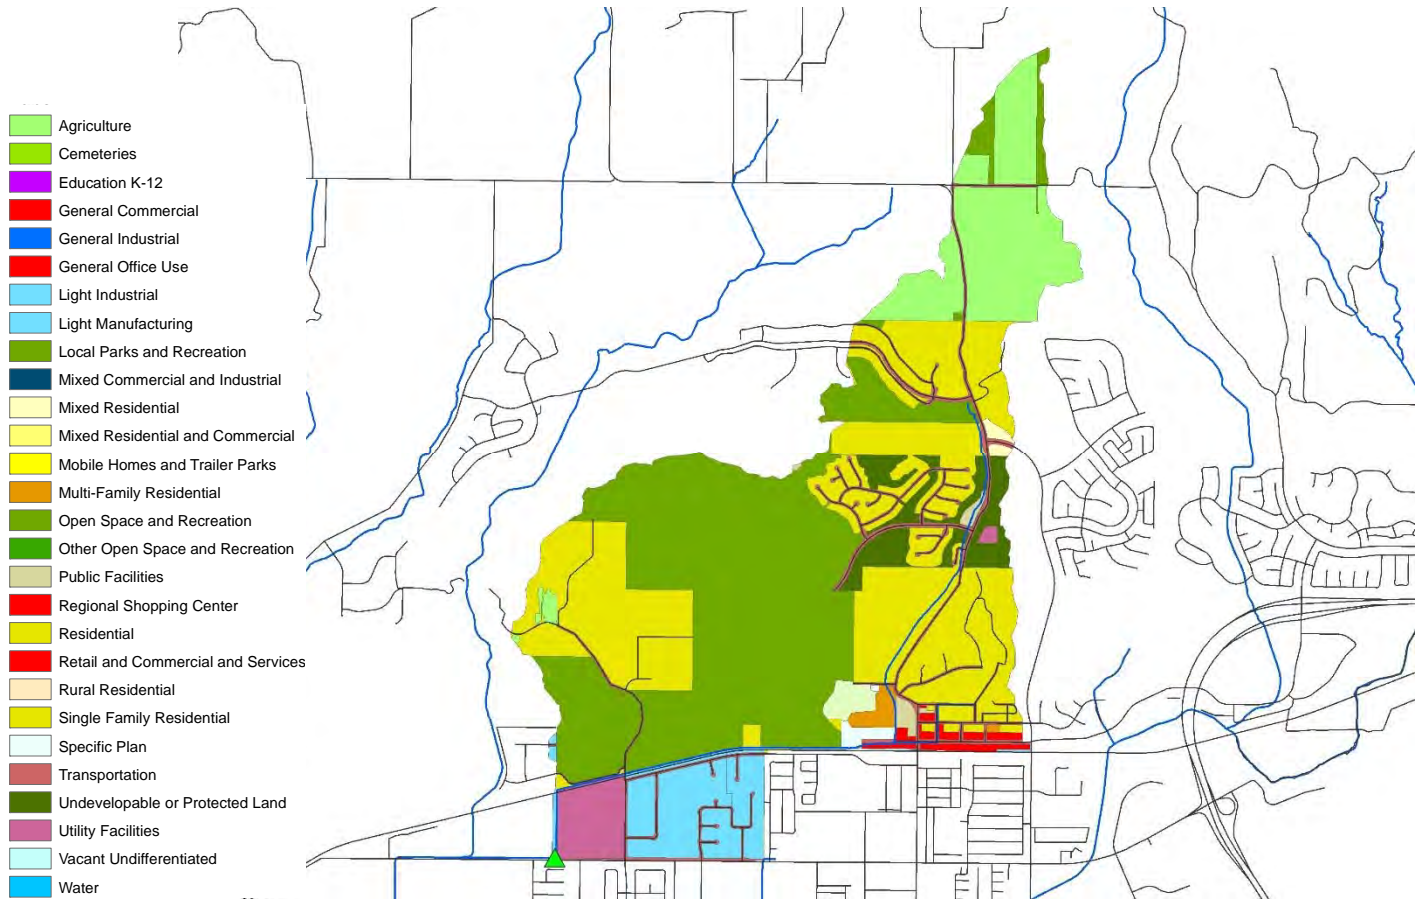 Agriculture
Cemeteries
Education K-12
General Commercial
General Industrial
General Office Use
Light Industrial
Light Manufacturing
Local Parks and Recreation
Mixed Commercial and Industrial
Mixed Residential
Mixed Residential and Commercial
Mobile Homes and Trailer Parks
Multi-Family Residential
Open Space and Recreation
Other Open Space and Recreation
Public Facilities
Regional Shopping Center
Residential
Retail and Commercial and Services
Rural Residential
Single Family Residential
Specific Plan
Transportation
Undevelopable or Protected Land
Utility Facilities
Vacant Undifferentiated
Water